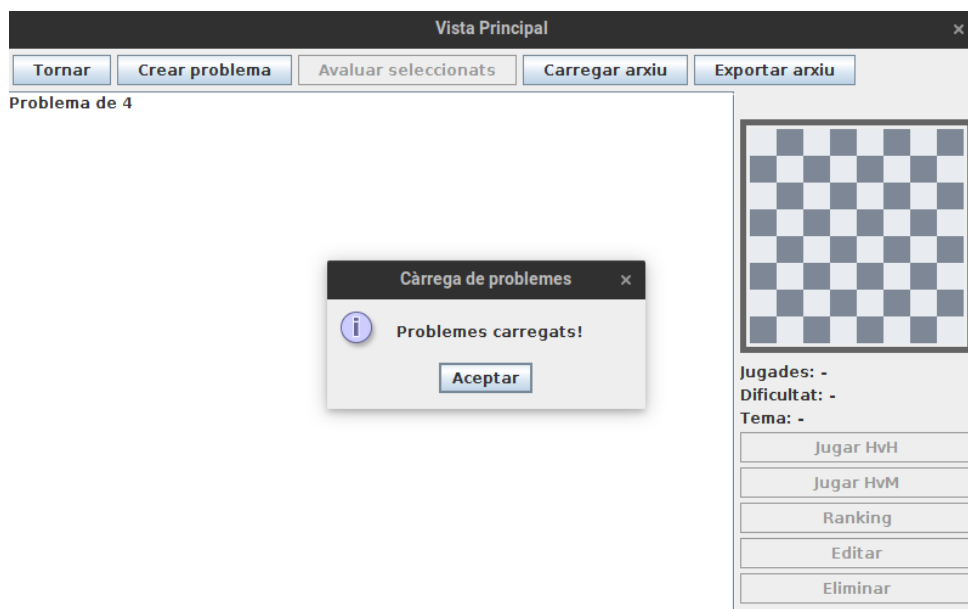 Vista Principal ×
Tornar Crear problema Avaluar seleccionats Carregar arxiu Exportar arxiu
Problema de 4
Càrrega de problemes ×
i Problemes carregats!
Aceptar
Jugades: -
Dificultat: -
Tema: -
Jugar HvH
Jugar HvM
Ranking
Editar
Eliminar